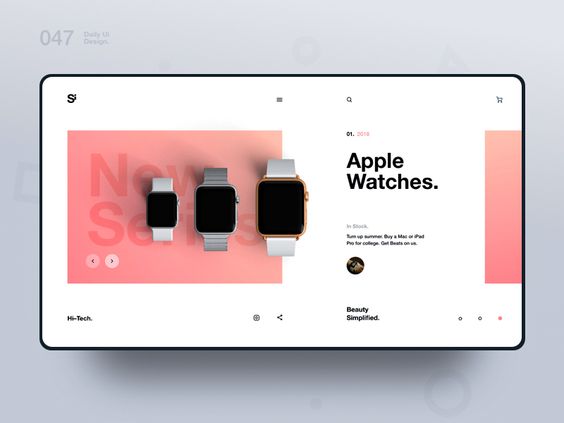 047
Daily Ui
Design.
Si
New
Series
01. 2018
Apple
Watches.
In Stock.
Turn up summer. Buy a Mac or iPad
Pro for college. Get Beats on us.
Hi-Tech.
Beauty
Simplified.